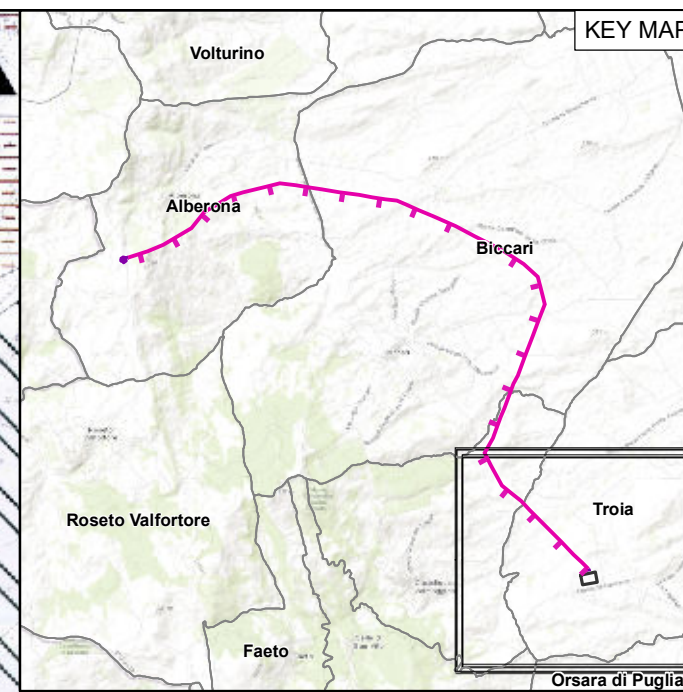 KEY MAP
Volturino
Alberona
Biccari
Troia
Roseto Valfortore
Faeto
Orsara di Puglia